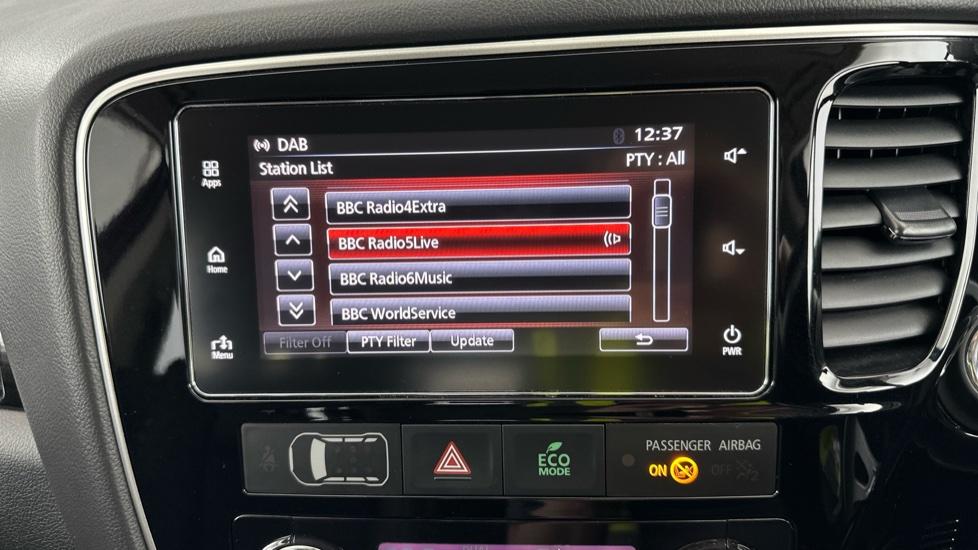 DAB 12:37
Station List PTY : All
Apps
BBC Radio4Extra
BBC Radio5Live
Home
BBC Radio6Music
BBC WorldService
Menu
Filter Off PTY Filter Update
PWR
ECO
MODE
PASSENGER AIRBAG
ON OFF
DUAL